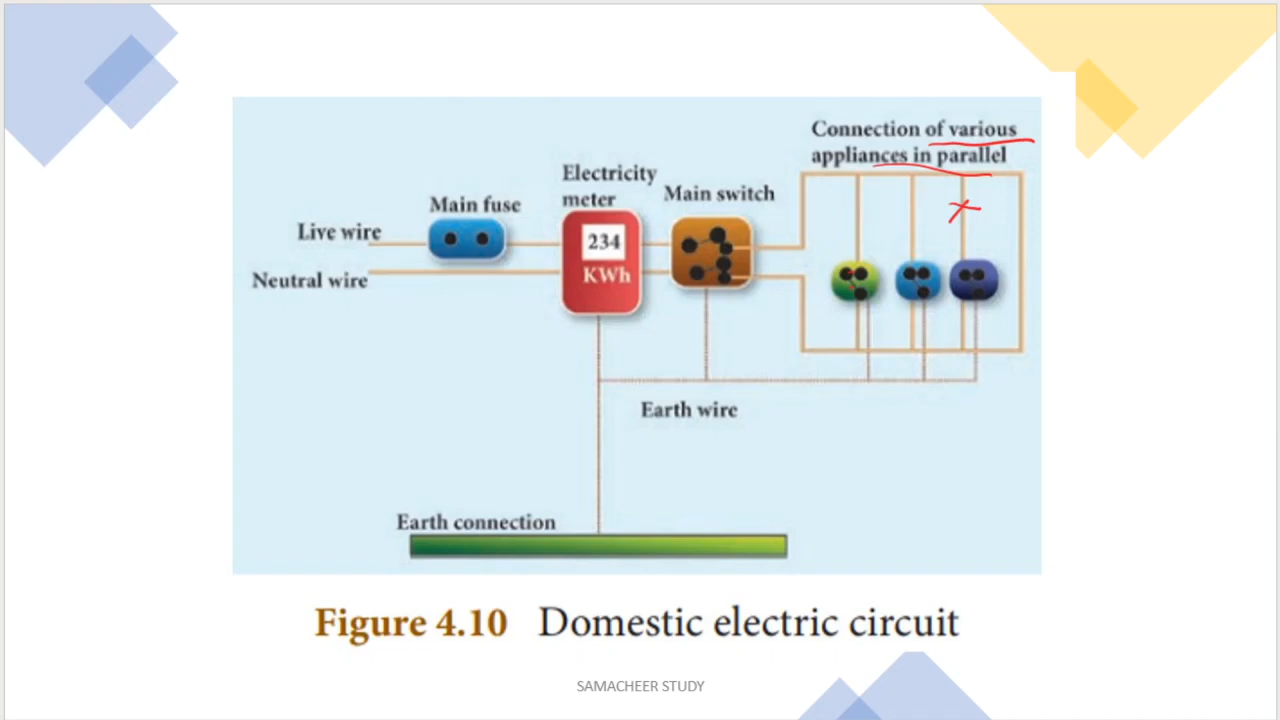 Connection of various
appliances in parallel
Electricity
meter
Main switch
Main fuse
Live wire
234
KWh
Neutral wire
Earth wire
Earth connection
Figure 4.10 Domestic electric circuit
SAMACHEER STUDY